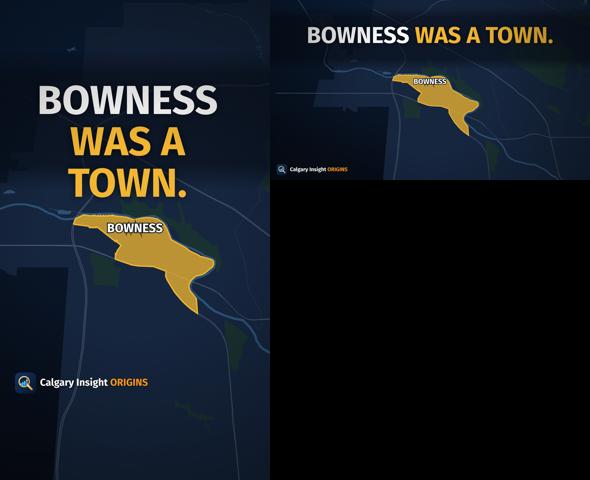 BOWNESS
WAS A
TOWN.
BOWNESS
Calgary Insight ORIGINS
BOWNESS WAS A TOWN.
BOWNESS
Calgary Insight ORIGINS